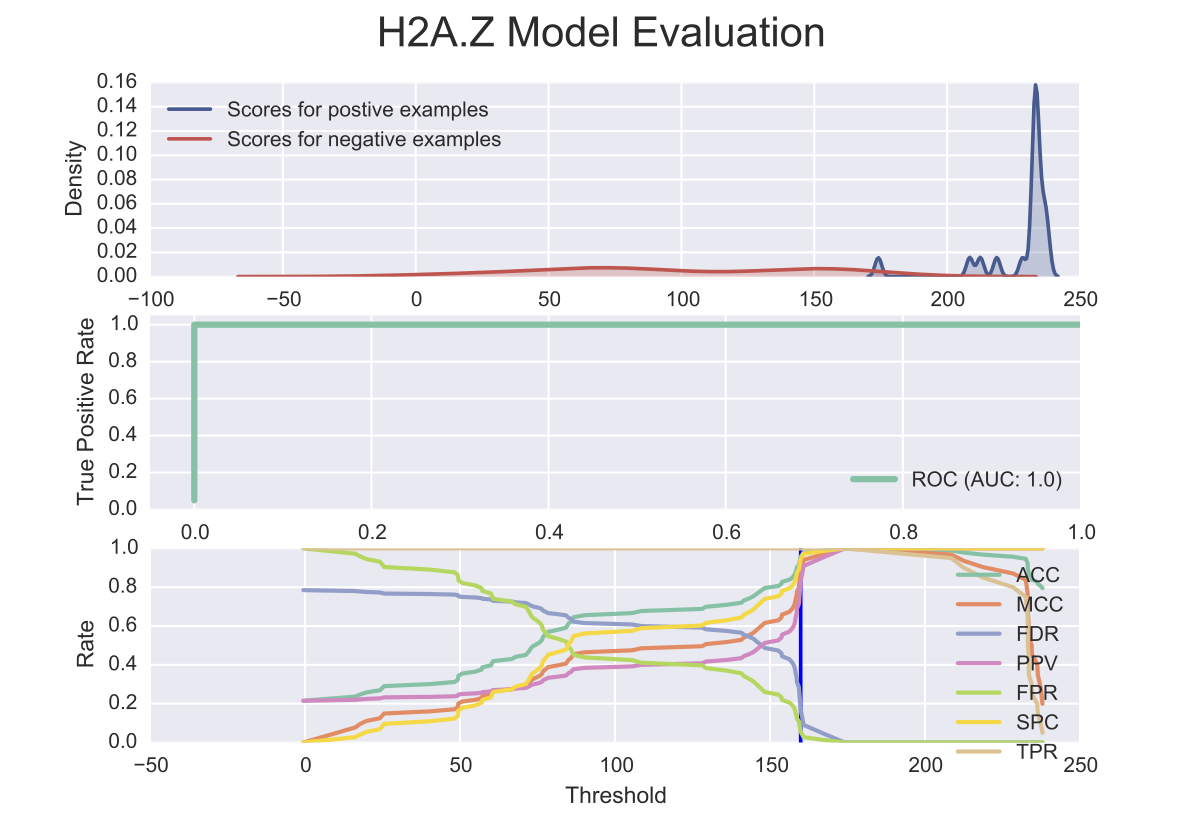 H2A.Z Model Evaluation
0.16
0.14
0.12
0.10
0.08
0.06
0.04
0.02
0.00
Density
Scores for postive examples
Scores for negative examples
−100 −50 0 50 100 150 200 250
1.0
0.8
0.6
0.4
0.2
0.0
True Positive Rate
ROC (AUC: 1.0)
0.0 0.2 0.4 0.6 0.8 1.0
1.0
0.8
0.6
0.4
0.2
0.0
Rate
ACC
MCC
FDR
PPV
FPR
SPC
TPR
−50 0 50 100 150 200 250
Threshold